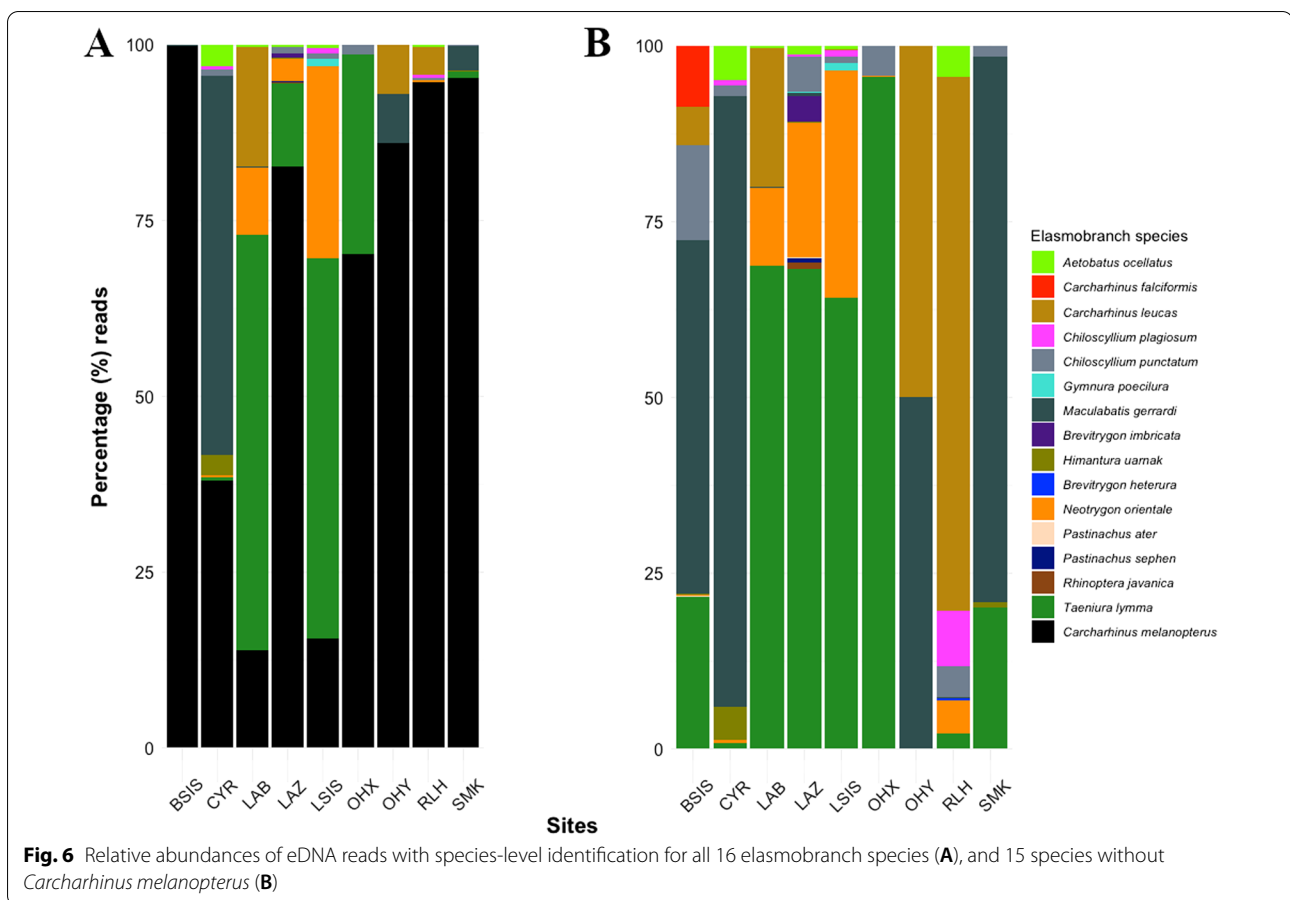 A
B
Percentage (%) reads
100
75
50
25
0
BSIS
CYR
LAB
LAZ
LSIS
OHX
OHY
RLH
SMK
100
75
50
25
0
BSIS
CYR
LAB
LAZ
LSIS
OHX
OHY
RLH
SMK
Sites
Elasmobranch species
Aetobatus ocellatus
Carcharhinus falciformis
Carcharhinus leucas
Chiloscyllium plagiosum
Chiloscyllium punctatum
Gymnura poecilura
Maculabatis gerrardi
Brevitrygon imbricata
Himantura uarnak
Brevitrygon heterura
Neotrygon orientale
Pastinachus ater
Pastinachus sephen
Rhinoptera javanica
Taeniura lymma
Carcharhinus melanopterus
Fig. 6 Relative abundances of eDNA reads with species-level identification for all 16 elasmobranch species (A), and 15 species without
Carcharhinus melanopterus (B)